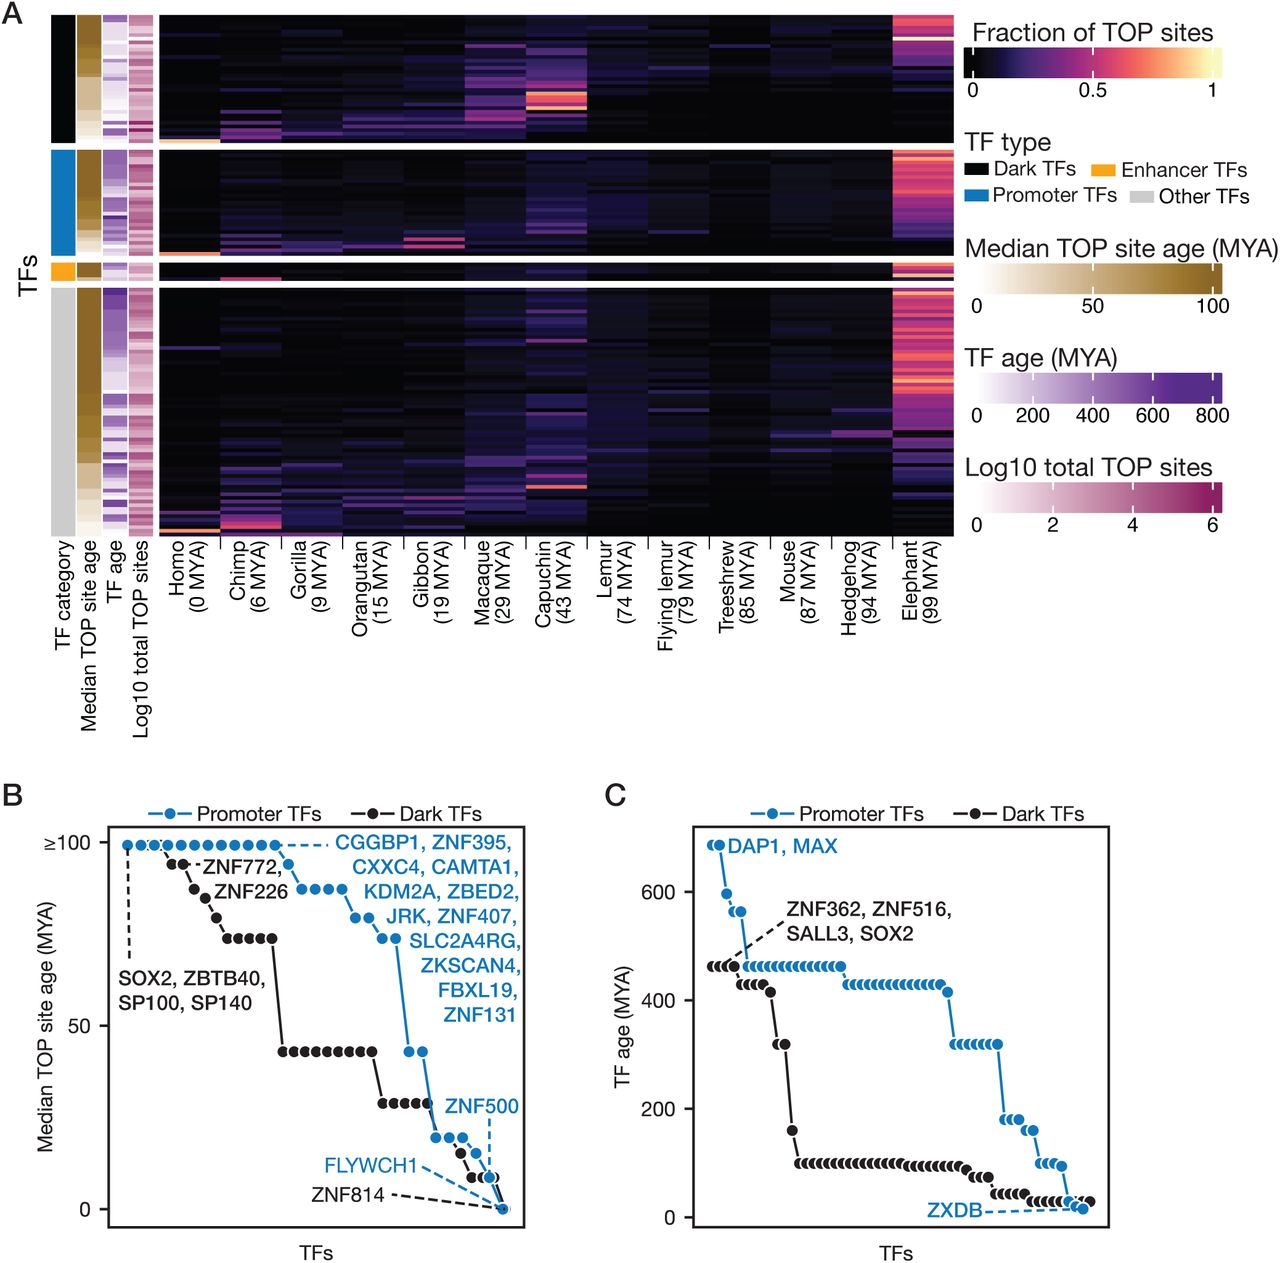 A
Fraction of TOP sites
0 0.5 1
TF type
Dark TFs Enhancer TFs
Promoter TFs Other TFs
Median TOP site age (MYA)
0 50 100
TF age (MYA)
0 200 400 600 800
Log10 total TOP sites
0 2 4 6
TFs
TF category
Median TOP site age
TF age
Log10 total TOP sites
Homo
(0 MYA)
Chimp
(6 MYA)
Gorilla
(9 MYA)
Orangutan
(15 MYA)
Gibbon
(19 MYA)
Macaque
(29 MYA)
Capuchin
(43 MYA)
Lemur
(74 MYA)
Flying lemur
(79 MYA)
Treeshrew
(85 MYA)
Mouse
(87 MYA)
Hedgehog
(94 MYA)
Elephant
(99 MYA)
B
Promoter TFs Dark TFs
≥100
50
0
Median TOP site age (MYA)
CGGBP1, ZNF395,
CXXC4, CAMTA1,
KDM2A, ZBED2,
JRK, ZNF407,
SLC2A4RG,
ZKSCAN4,
FBXL19,
ZNF131
ZNF772,
ZNF226
SOX2, ZBTB40,
SP100, SP140
ZNF500
FLYWCH1
ZNF814
TFs
C
Promoter TFs Dark TFs
600
400
200
0
TF age (MYA)
DAP1, MAX
ZNF362, ZNF516,
SALL3, SOX2
ZXDB
TFs